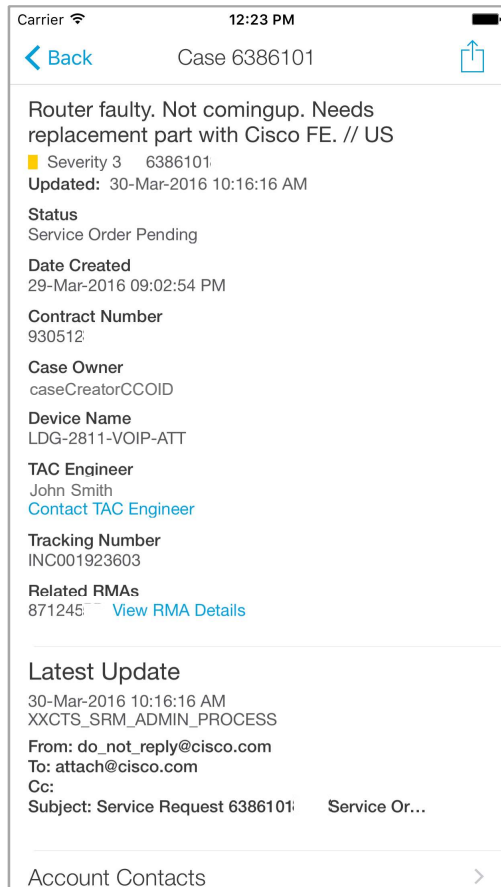 Carrier 12:23 PM
Back Case 6386101
Router faulty. Not comingup. Needs
replacement part with Cisco FE. // US
Severity 3 6386101
Updated: 30-Mar-2016 10:16:16 AM
Status
Service Order Pending
Date Created
29-Mar-2016 09:02:54 PM
Contract Number
930512
Case Owner
caseCreatorCCOID
Device Name
LDG-2811-VOIP-ATT
TAC Engineer
John Smith
Contact TAC Engineer
Tracking Number
INC001923603
Related RMAs
871245 View RMA Details
Latest Update
30-Mar-2016 10:16:16 AM
XXCTS_SRM_ADMIN_PROCESS
From: do_not_reply@cisco.com
To: attach@cisco.com
Cc:
Subject: Service Request 6386101 Service Or...
Account Contacts